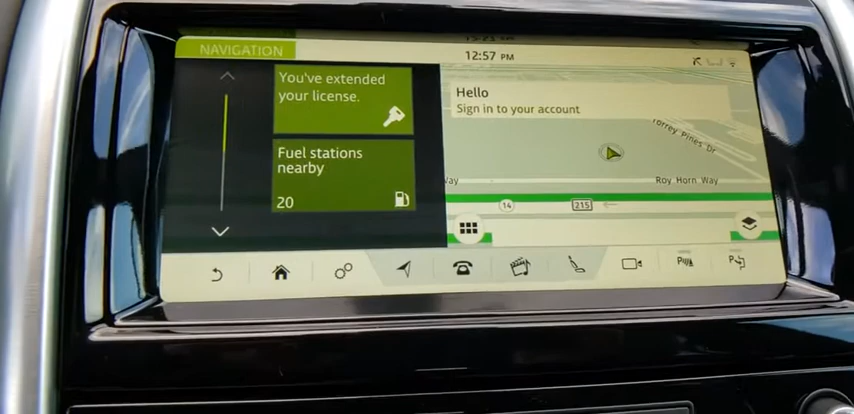 NAVIGATION
12:57 PM
You've extended
your license.
Fuel stations
nearby
20
Hello
Sign in to your account
Torrey Pines Dr
Way
Roy Horn Way
14
215